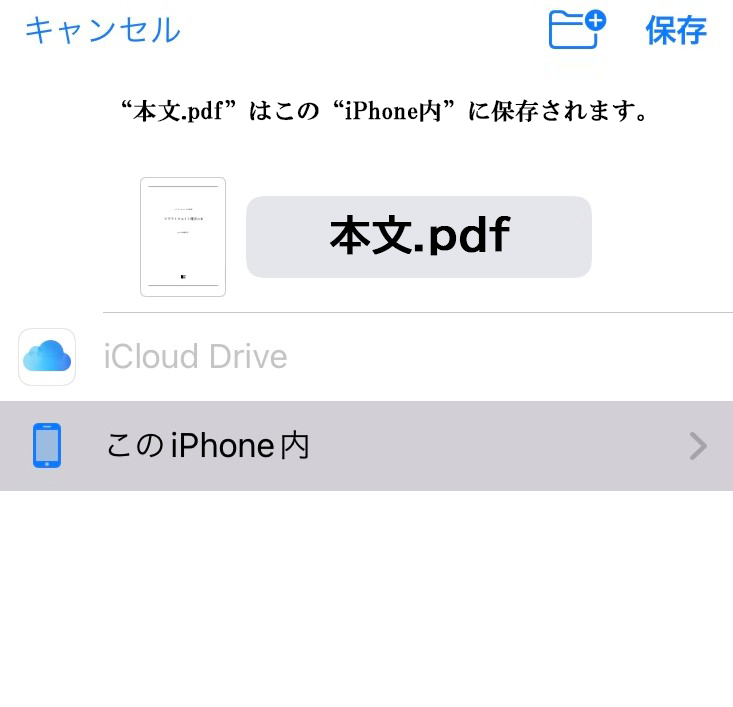 キャンセル
保存
“本文.pdf”はこの“iPhone内”に保存されます。
本文.pdf
iCloud Drive
このiPhone内